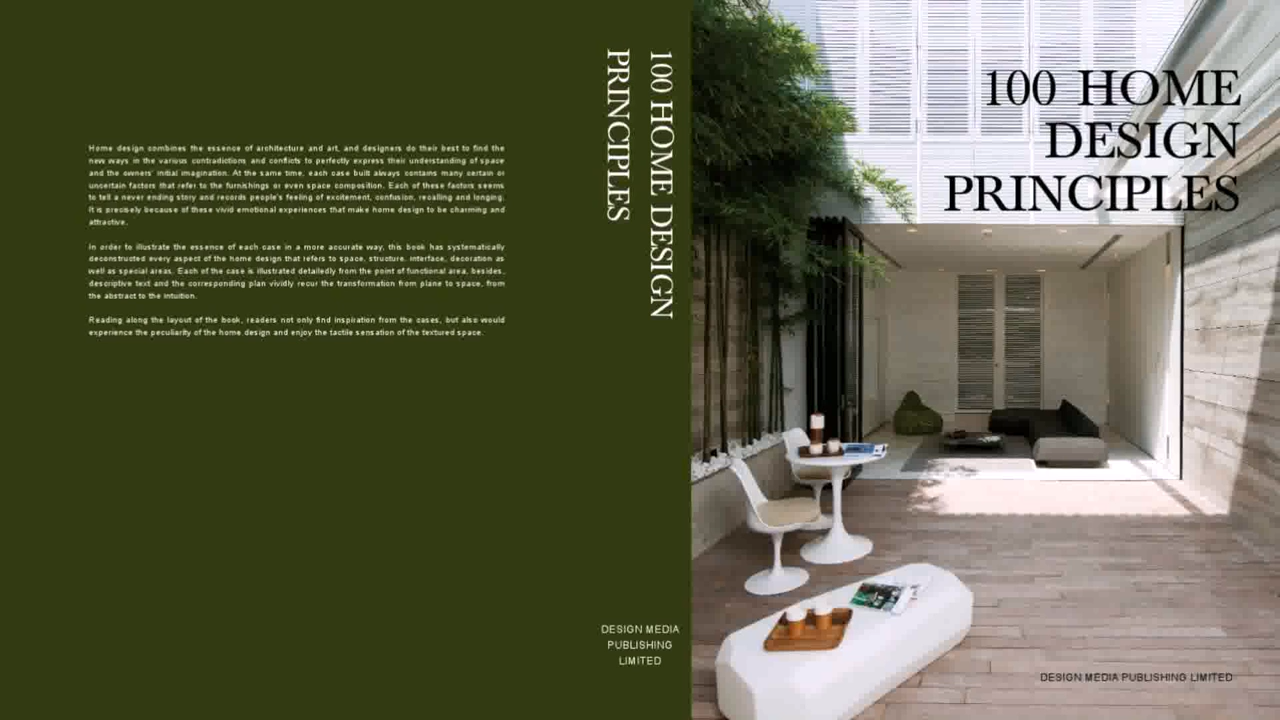 Home design combines the essence of architecture and art, and designers do their best to find the
new ways in the various contradictions and conflicts to perfectly express their understanding of space
and the owners' initial imagination. At the same time, each case built always contains many certain or
uncertain factors that refer to the furnishings or even space composition. Each of these factors seems
to tell a never ending story and records people's feeling of excitement, confusion, recalling and longing.
It is precisely because of these vivid emotional experiences that make home design to be charming and
attractive.
In order to illustrate the essence of each case in a more accurate way, this book has systematically
deconstructed every aspect of the home design that refers to space, structure, interface, decoration as
well as special areas. Each of the case is illustrated detailedly from the point of functional area, besides,
descriptive text and the corresponding plan vividly recur the transformation from plane to space, from
the abstract to the intuition.
Reading along the layout of the book, readers not only find inspiration from the cases, but also would
experience the peculiarity of the home design and enjoy the tactile sensation of the textured space.
100 HOME DESIGN
PRINCIPLES
DESIGN MEDIA
PUBLISHING
LIMITED
100 HOME
DESIGN
PRINCIPLES
DESIGN MEDIA PUBLISHING LIMITED